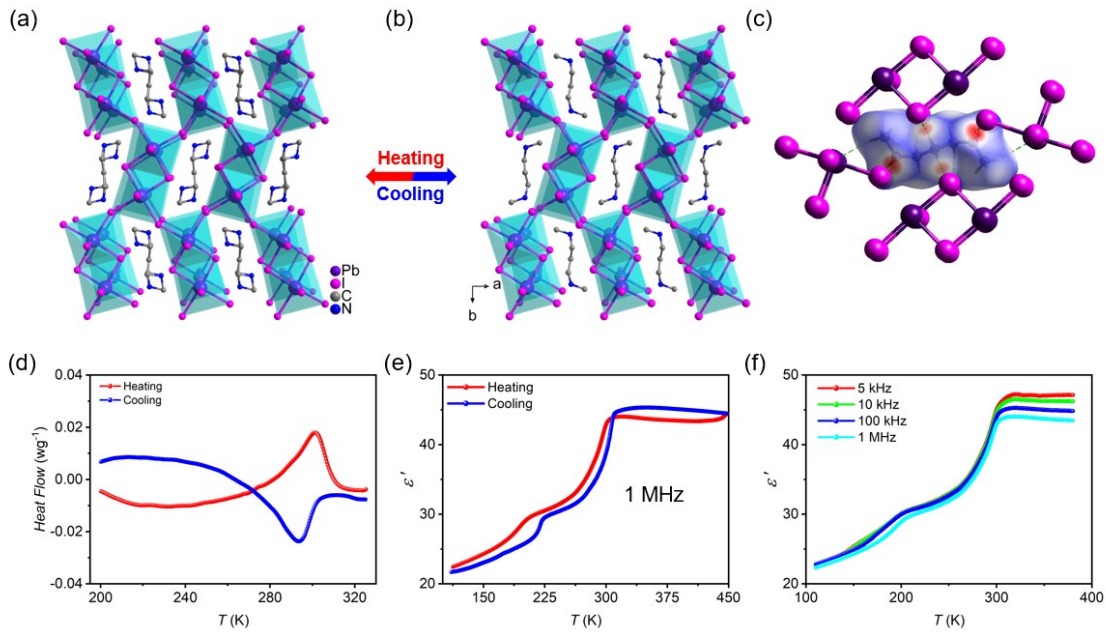 (a)
(b)
(c)
Heating
Cooling
Pb
I
C
N
a
b
(d)
(e)
(f)
0.04
0.02
0.00
-0.02
-0.04
Heat Flow (wg⁻¹)
Heating
Cooling
200
240
280
320
T (K)
50
40
30
20
ε′
Heating
Cooling
1 MHz
150
225
300
375
450
T (K)
50
40
30
20
ε′
5 kHz
10 kHz
100 kHz
1 MHz
100
200
300
400
T (K)